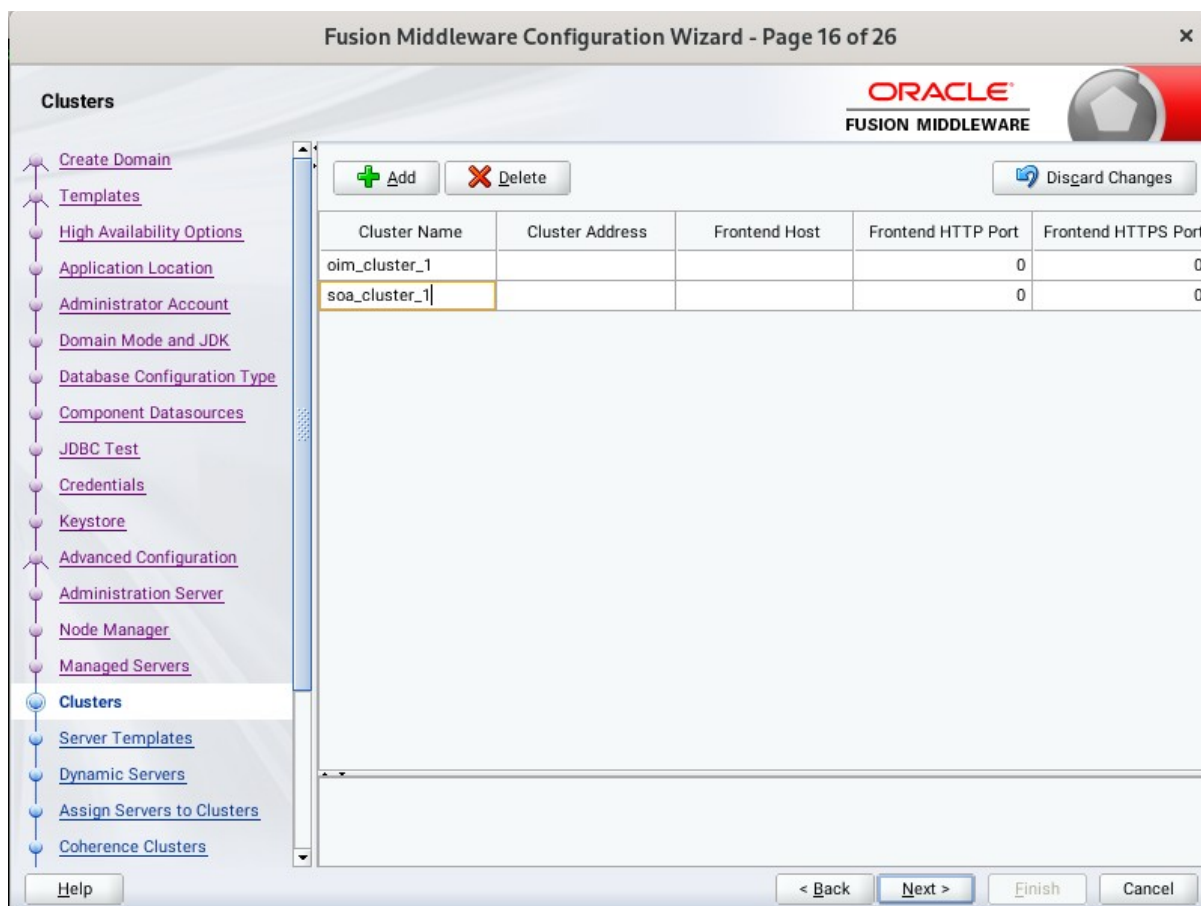 Fusion Middleware Configuration Wizard - Page 16 of 26
Clusters
ORACLE
FUSION MIDDLEWARE
Create Domain
Templates
High Availability Options
Application Location
Administrator Account
Domain Mode and JDK
Database Configuration Type
Component Datasources
JDBC Test
Credentials
Keystore
Advanced Configuration
Administration Server
Node Manager
Managed Servers
Clusters
Server Templates
Dynamic Servers
Assign Servers to Clusters
Coherence Clusters
Add Delete Discard Changes
Cluster Name Cluster Address Frontend Host Frontend HTTP Port Frontend HTTPS Port
oim_cluster_1 0 0
soa_cluster_1 0 0
Help < Back Next > Finish Cancel